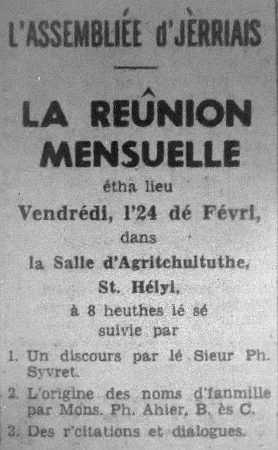 L'ASSEMBLIÉE d'JÈRRIAIS
LA REÛNION
MENSUELLE
étha lieu
Vendrédi, l'24 dé Févri,
dans
la Salle d'Agritchultuthe,
St. Hélyi,
à 8 heuthes lé sé
suivie par
1. Un discours par lé Sieur Ph.
Syvret.
2. L'origine des noms d'fanmille
par Mons. Ph. Ahier, B, ès C.
3. Des r'citations et dialogues.